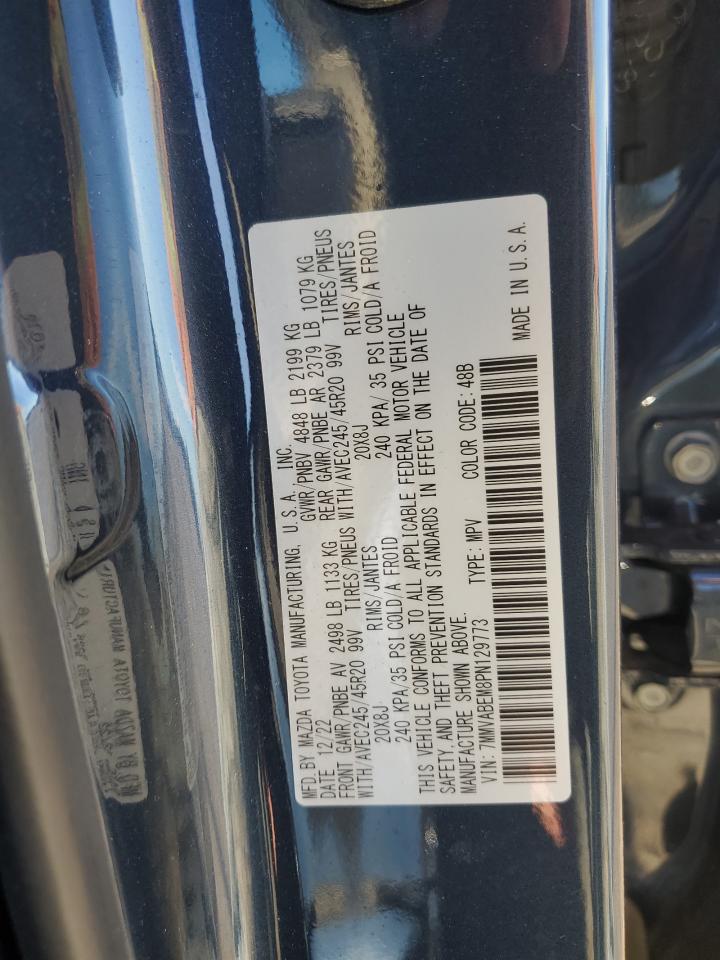 MFD. BY MAZDA TOYOTA MANUFACTURING, U.S.A. INC.
DATE 12/22 GVWR/PNBV 4848 LB 2199 KG
FRONT GAWR/PNBE AV 2498 LB 1133 KG REAR GAWR/PNBE AR 2379 LB 1079 KG
WITH/AVEC245/45R20 99V TIRES/PNEUS WITH/AVEC245/45R20 99V TIRES/PNEUS
20X8J RIMS/JANTES 20X8J RIMS/JANTES
240 KPA/35 PSI COLD/A FROID 240 KPA/ 35 PSI COLD/A FROID
THIS VEHICLE CONFORMS TO ALL APPLICABLE FEDERAL MOTOR VEHICLE
SAFETY, AND THEFT PREVENTION STANDARDS IN EFFECT ON THE DATE OF
MANUFACTURE SHOWN ABOVE.
VIN: 7MMVABEM8PN129773 TYPE: MPV COLOR CODE: 48B
MADE IN U.S.A.